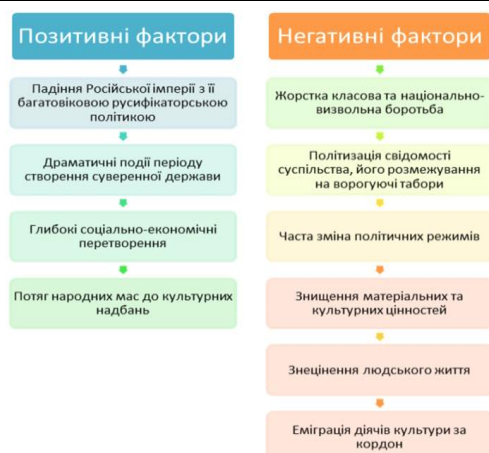 Позитивні фактори
Падіння Російської імперії з її
багатовіковою русифікаторською
політикою
Драматичні події періоду
створення суверенної держави
Глибокі соціально-економічні
перетворення
Потяг народних мас до культурних
надбань
Негативні фактори
Жорстка класова та національно-
визвольна боротьба
Політизація свідомості
суспільства, його розмежування
на ворогуючі табори
Часта зміна політичних режимів
Знищення матеріальних та
культурних цінностей
Знецінення людського життя
Еміграція діячів культури за
кордон